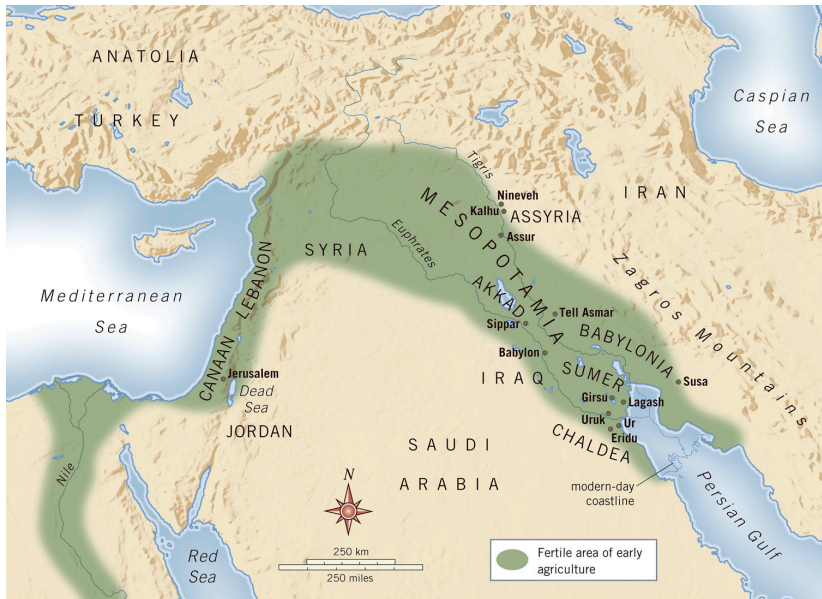 ANATOLIA
TURKEY
Caspian
Sea
Tigris
Nineveh
Kalhu
ASSYRIA
IRAN
Assur
MESOPOTAMIA
Euphrates
SYRIA
Zagros Mountains
Mediterranean
Sea
LEBANON
CANAAN
AKKAD
Tell Asmar
Sippar
BABYLONIA
Babylon
Jerusalem
Dead
Sea
IRAQ
SUMER
Susa
Girsu
Lagash
Uruk
Ur
Eridu
JORDAN
CHALDEA
SAUDI
ARABIA
Nile
modern-day
coastline
Persian Gulf
N
Red
Sea
250 km
250 miles
Fertile area of early
agriculture